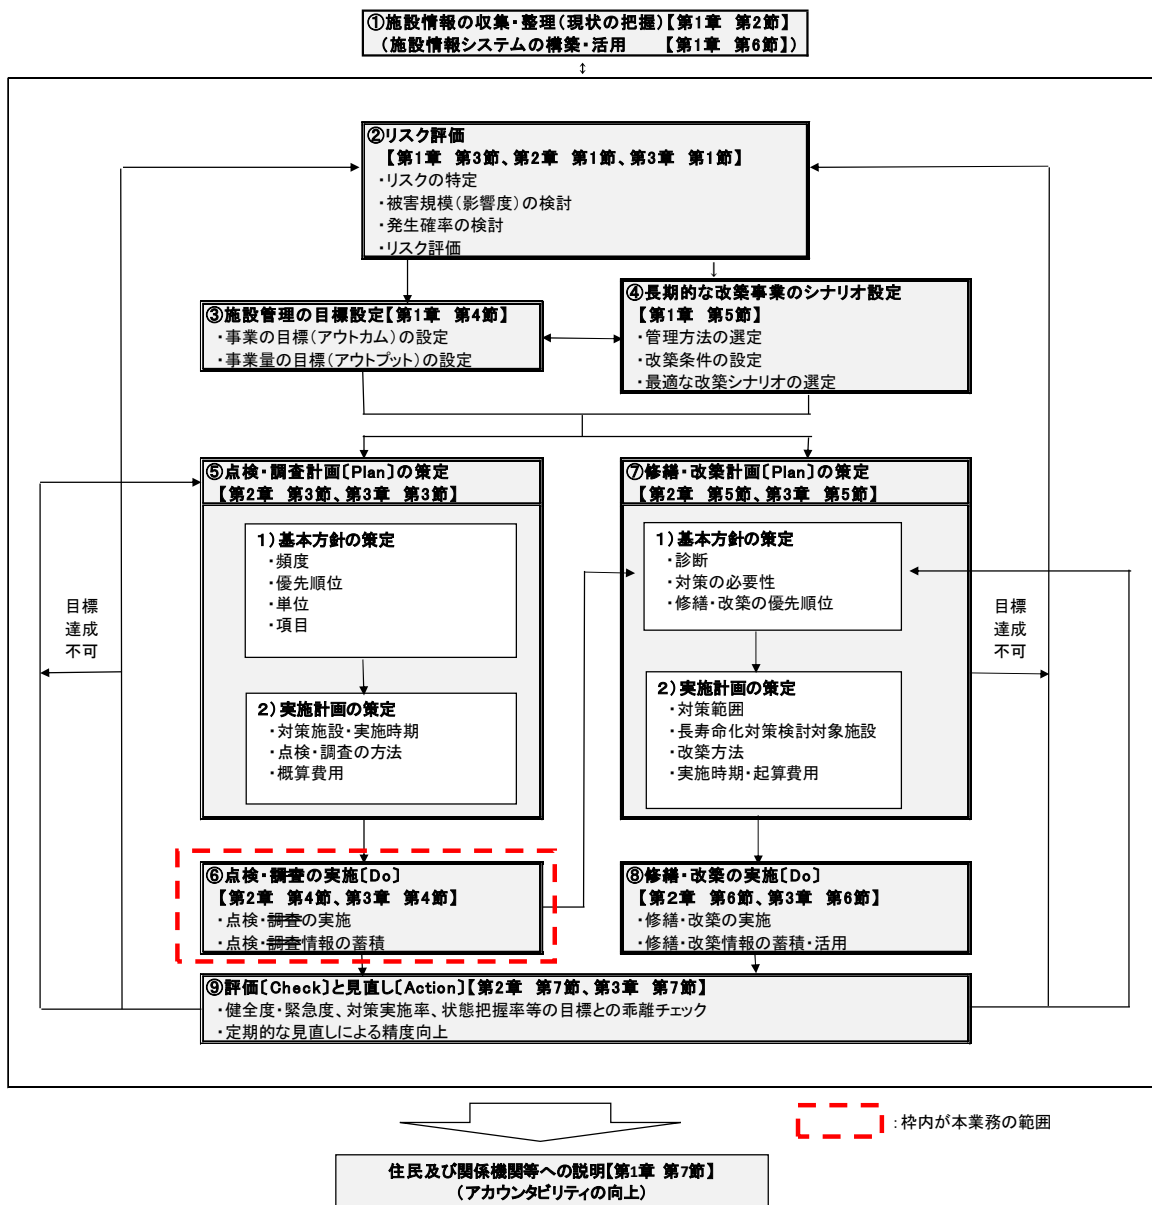 ①施設情報の収集・整理(現状の把握)【第1章 第2節】
(施設情報システムの構築・活用 【第1章 第6節】)
②リスク評価
【第1章 第3節、第2章 第1節、第3章 第1節】
・リスクの特定
・被害規模(影響度)の検討
・発生確率の検討
・リスク評価
③施設管理の目標設定【第1章 第4節】
・事業の目標(アウトカム)の設定
・事業量の目標(アウトプット)の設定
④長期的な改築事業のシナリオ設定
【第1章 第5節】
・管理方法の選定
・改築条件の設定
・最適な改築シナリオの選定
⑤点検・調査計画〔Plan〕の策定
【第2章 第3節、第3章 第3節】
1)基本方針の策定
・頻度
・優先順位
・単位
・項目
2)実施計画の策定
・対策施設・実施時期
・点検・調査の方法
・概算費用
⑦修繕・改築計画〔Plan〕の策定
【第2章 第5節、第3章 第5節】
1)基本方針の策定
・診断
・対策の必要性
・修繕・改築の優先順位
2)実施計画の策定
・対策範囲
・長寿命化対策検討対象施設
・改築方法
・実施時期・起算費用
目標
達成
不可
目標
達成
不可
⑥点検・調査の実施〔Do〕
【第2章 第4節、第3章 第4節】
・点検・調査の実施
・点検・調査情報の蓄積
⑧修繕・改築の実施〔Do〕
【第2章 第6節、第3章 第6節】
・修繕・改築の実施
・修繕・改築情報の蓄積・活用
⑨評価〔Check〕と見直し〔Action〕【第2章 第7節、第3章 第7節】
・健全度・緊急度、対策実施率、状態把握率等の目標との乖離チェック
・定期的な見直しによる精度向上
:枠内が本業務の範囲
住民及び関係機関等への説明【第1章 第7節】
(アカウンタビリティの向上)